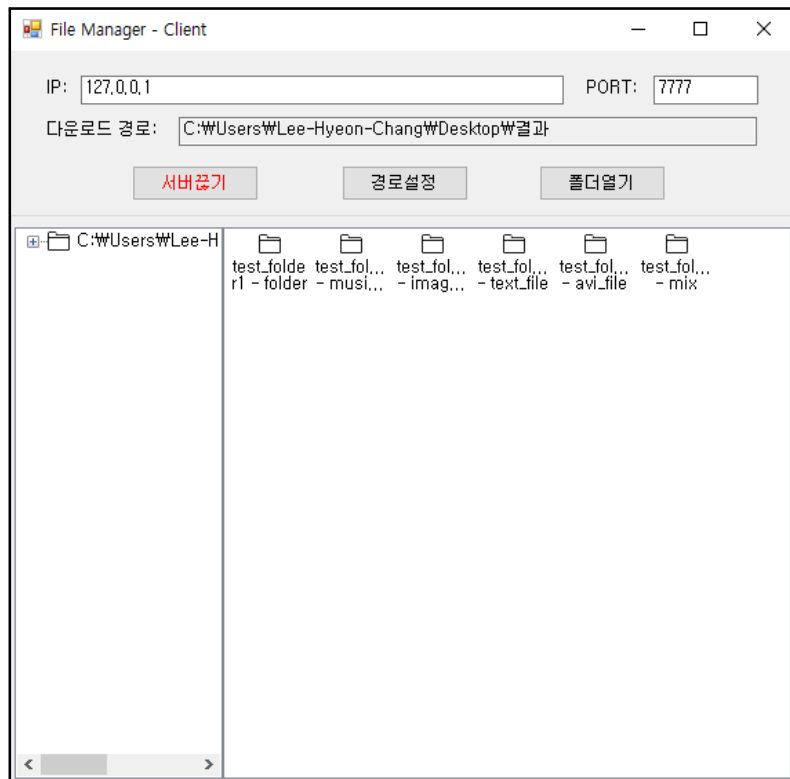 File Manager - Client
IP: 127.0.0.1 PORT: 7777
다운로드 경로: C:₩Users₩Lee-Hyeon-Chang₩Desktop₩결과
서버끊기 경로설정 폴더열기
C:₩Users₩Lee-H
test_folde test_fol,,, test_fol,,, test_fol,,, test_fol,,, test_fol,,,
r1 - folder - musi,,, - imag,,, - text_file - avi_file - mix